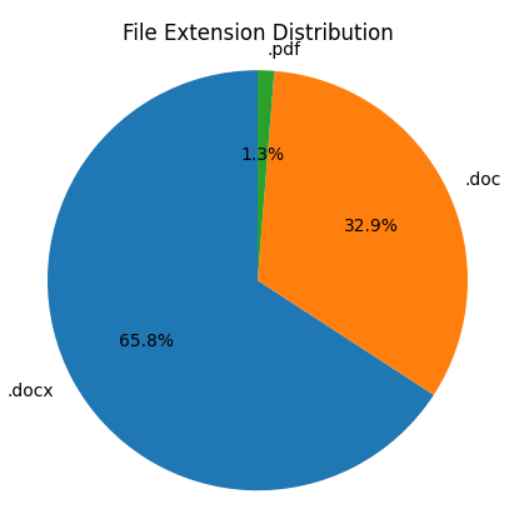 File Extension Distribution
.pdf
1.3%
.doc
32.9%
65.8%
.docx